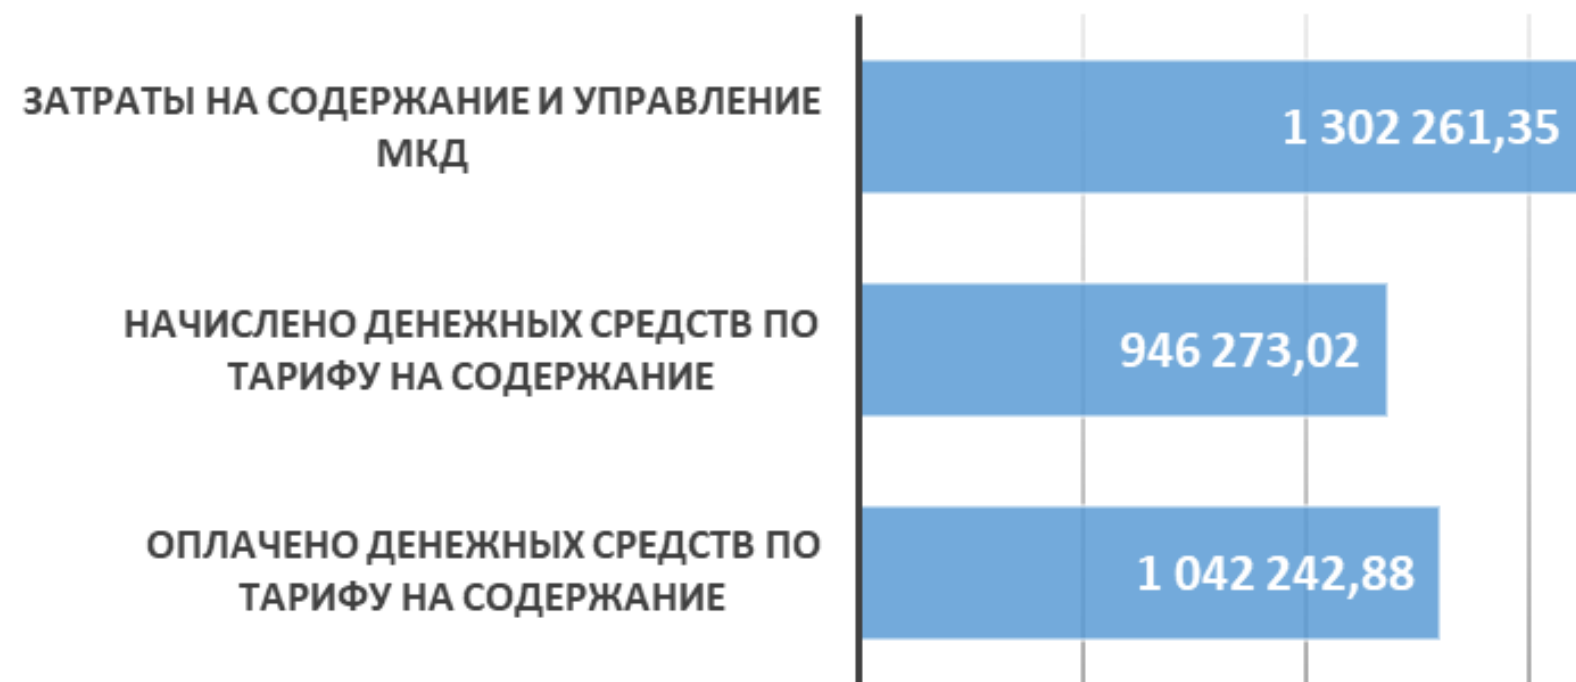 ЗАТРАТЫ НА СОДЕРЖАНИЕ И УПРАВЛЕНИЕ
МКД
1 302 261,35
НАЧИСЛЕНО ДЕНЕЖНЫХ СРЕДСТВ ПО
ТАРИФУ НА СОДЕРЖАНИЕ
946 273,02
ОПЛАЧЕНО ДЕНЕЖНЫХ СРЕДСТВ ПО
ТАРИФУ НА СОДЕРЖАНИЕ
1 042 242,88